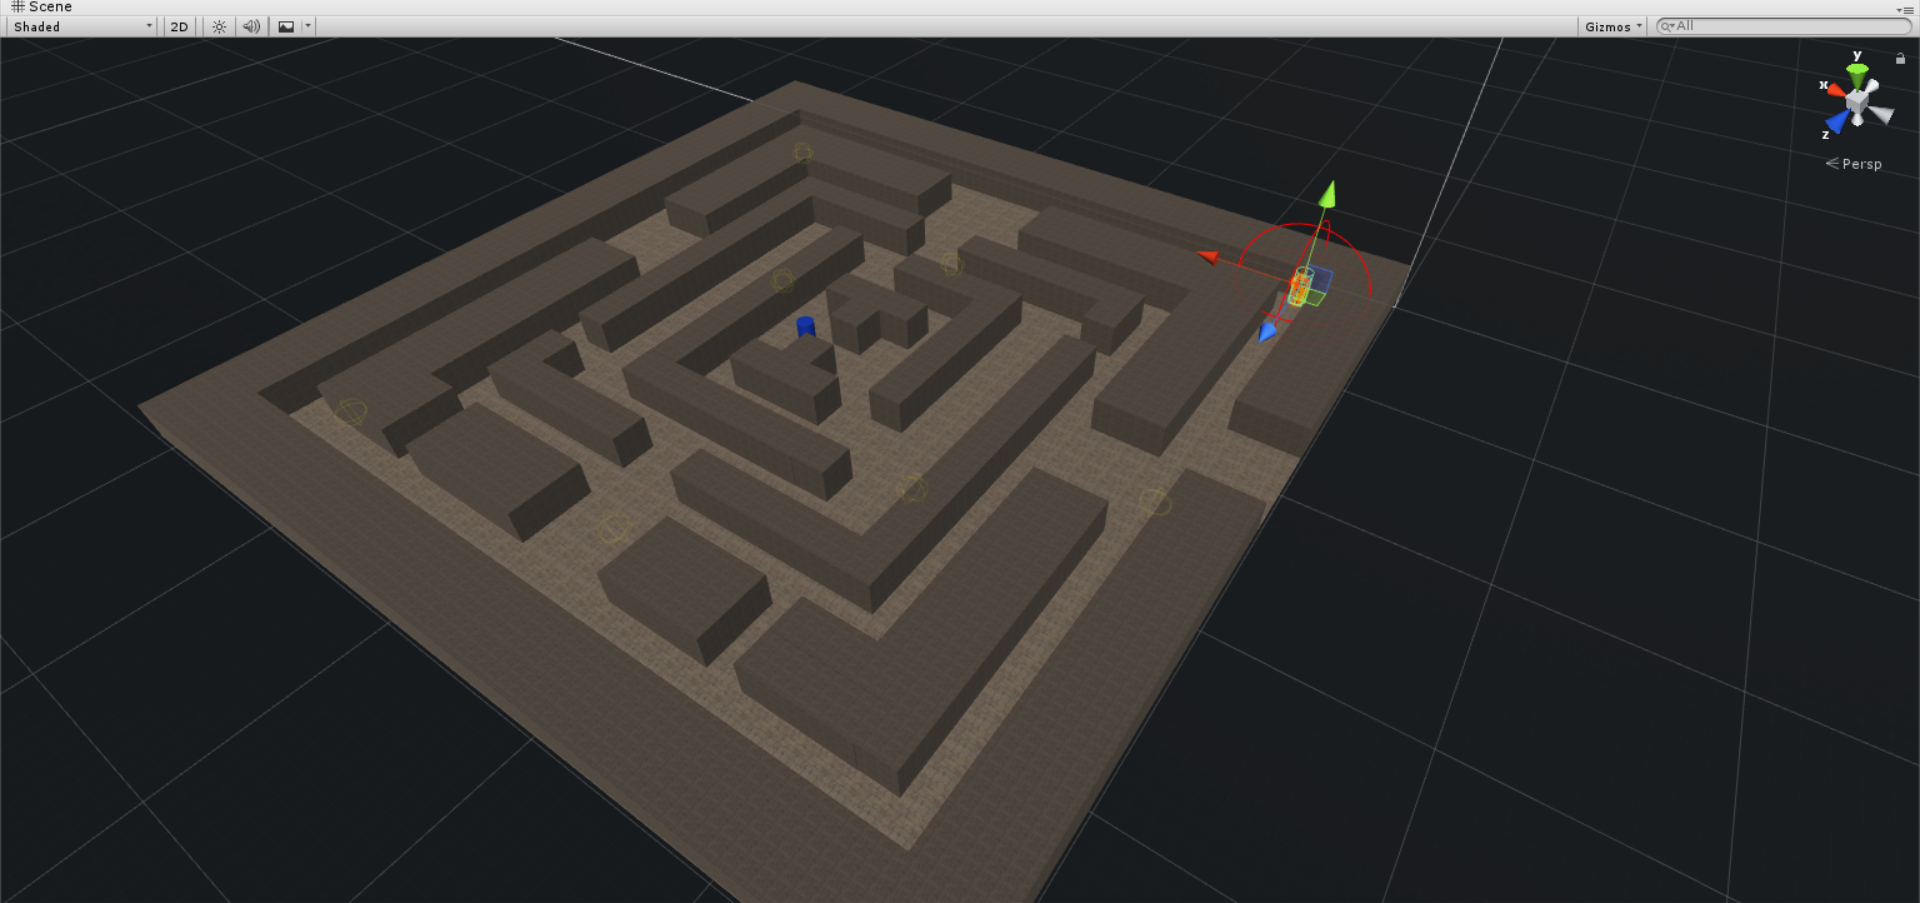 Scene
Shaded 2D Gizmos All
y
x
z
Persp